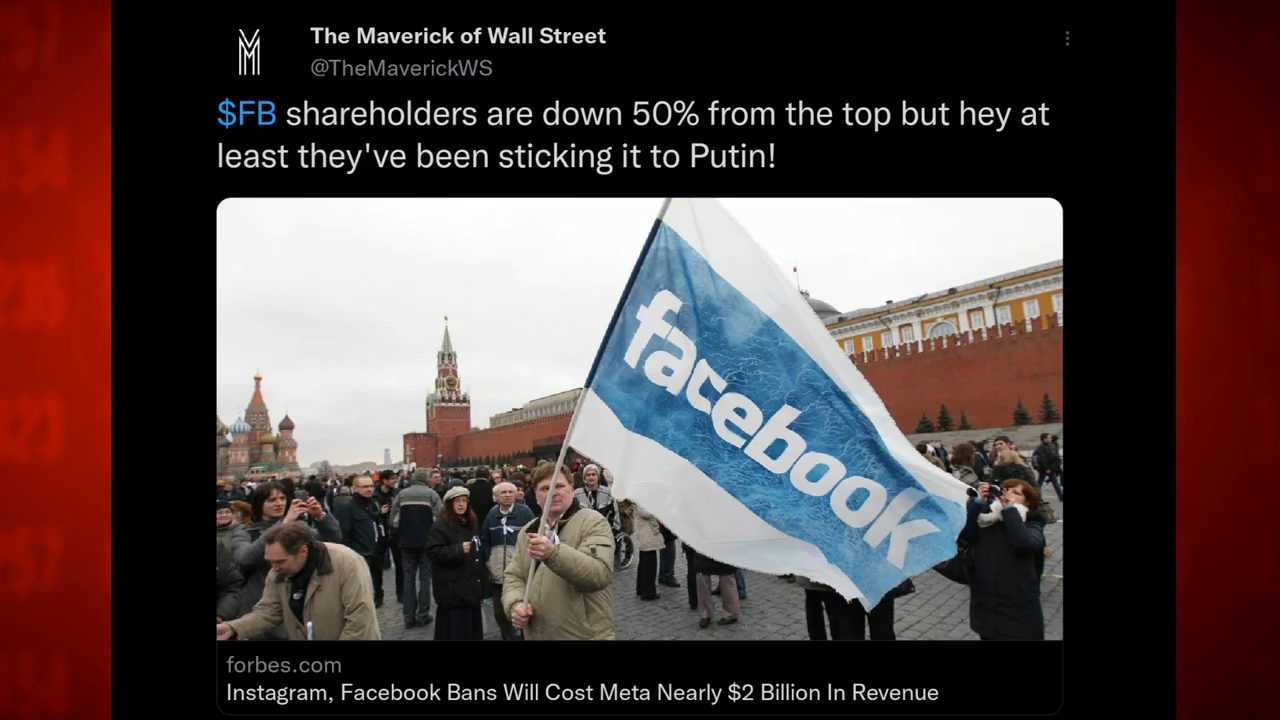 The Maverick of Wall Street
@TheMaverickWS
$FB shareholders are down 50% from the top but hey at
least they've been sticking it to Putin!
facebook
forbes.com
Instagram, Facebook Bans Will Cost Meta Nearly $2 Billion In Revenue